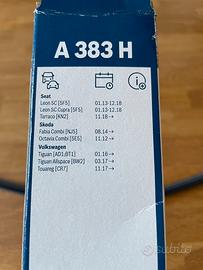 A 383 H
Seat
Leon SC [5F5] 01.13-12.18
Leon SC Cupra [5F5] 01.13-12.18
Tarraco [KN2] 11.18→
Skoda
Fabia Combi [NJ5] 08.14→
Octavia Combi [5E5] 11.12→
Volkswagen
Tiguan [AD1;BT1] 01.16→
Tiguan Allspace [BW2] 03.17→
Touareg [CR7] 11.17→
subito